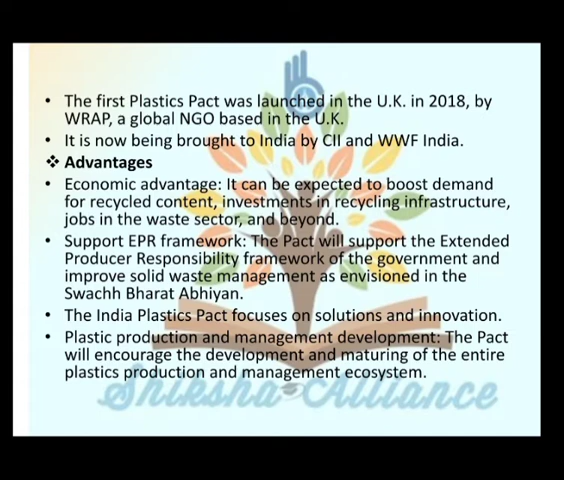 • The first Plastics Pact was launched in the U.K. in 2018, by
WRAP, a global NGO based in the U.K.
• It is now being brought to India by CII and WWF India.
❖ Advantages
• Economic advantage: It can be expected to boost demand
for recycled content, investments in recycling infrastructure,
jobs in the waste sector, and beyond.
• Support EPR framework: The Pact will support the Extended
Producer Responsibility framework of the government and
improve solid waste management as envisioned in the
Swachh Bharat Abhiyan.
• The India Plastics Pact focuses on solutions and innovation.
• Plastic production and management development: The Pact
will encourage the development and maturing of the entire
plastics production and management ecosystem.
Shiksha Alliance